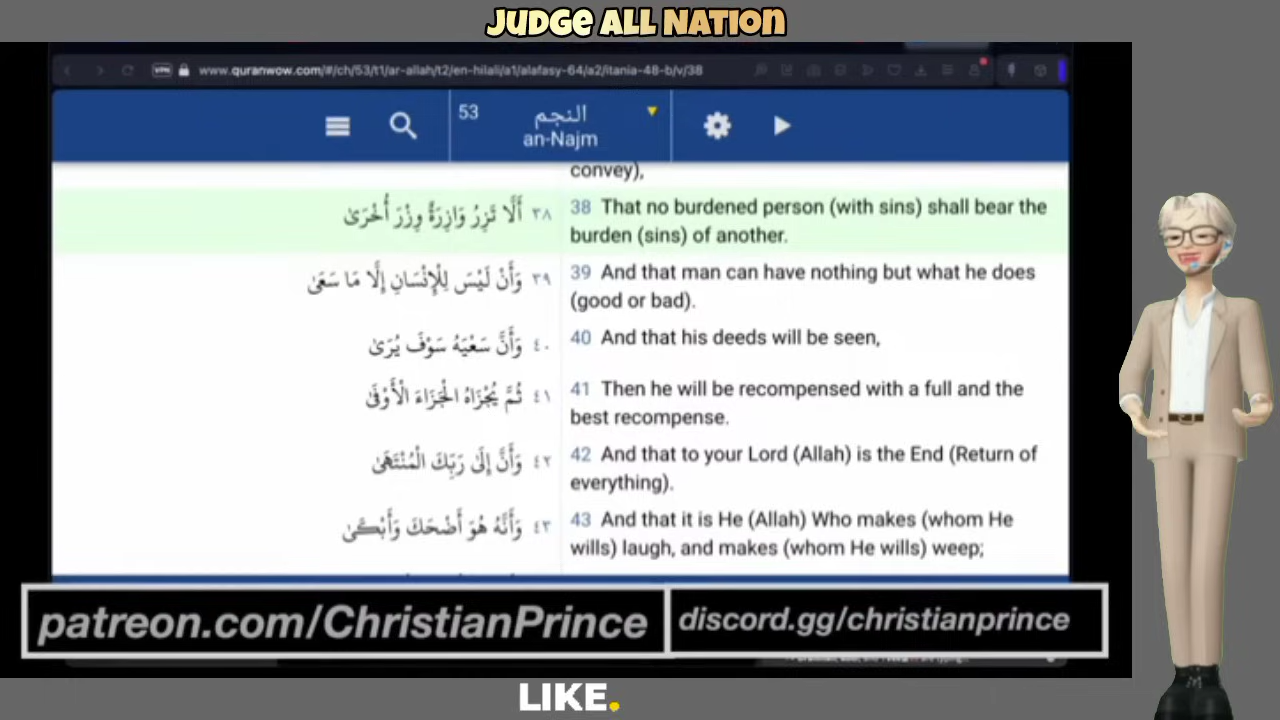 JUDGE ALL NATION
www.quranwow.com/#/ch/53/t1/ar-allah/t2/en-hilali/a1/alafasy-64/a2/itania-48-b/v/38
53
النجم
an-Najm
convey),
٣٨ أَلَّا تَزِرُ وَازِرَةٌ وِزْرَ أُخْرَىٰ
38 That no burdened person (with sins) shall bear the
burden (sins) of another.
٣٩ وَأَنْ لَيْسَ لِلْإِنْسَانِ إِلَّا مَا سَعَىٰ
39 And that man can have nothing but what he does
(good or bad).
٤٠ وَأَنَّ سَعْيَهُ سَوْفَ يُرَىٰ
40 And that his deeds will be seen,
٤١ ثُمَّ يُجْزَاهُ الْجَزَاءَ الْأَوْفَىٰ
41 Then he will be recompensed with a full and the
best recompense.
٤٢ وَأَنَّ إِلَىٰ رَبِّكَ الْمُنْتَهَىٰ
42 And that to your Lord (Allah) is the End (Return of
everything).
٤٣ وَأَنَّهُ هُوَ أَضْحَكَ وَأَبْكَىٰ
43 And that it is He (Allah) Who makes (whom He
wills) laugh, and makes (whom He wills) weep;
patreon.com/ChristianPrince
discord.gg/christianprince
LIKE.